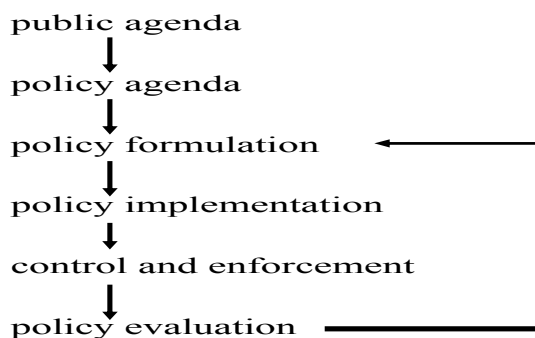 public agenda
policy agenda
policy formulation
policy implementation
control and enforcement
policy evaluation